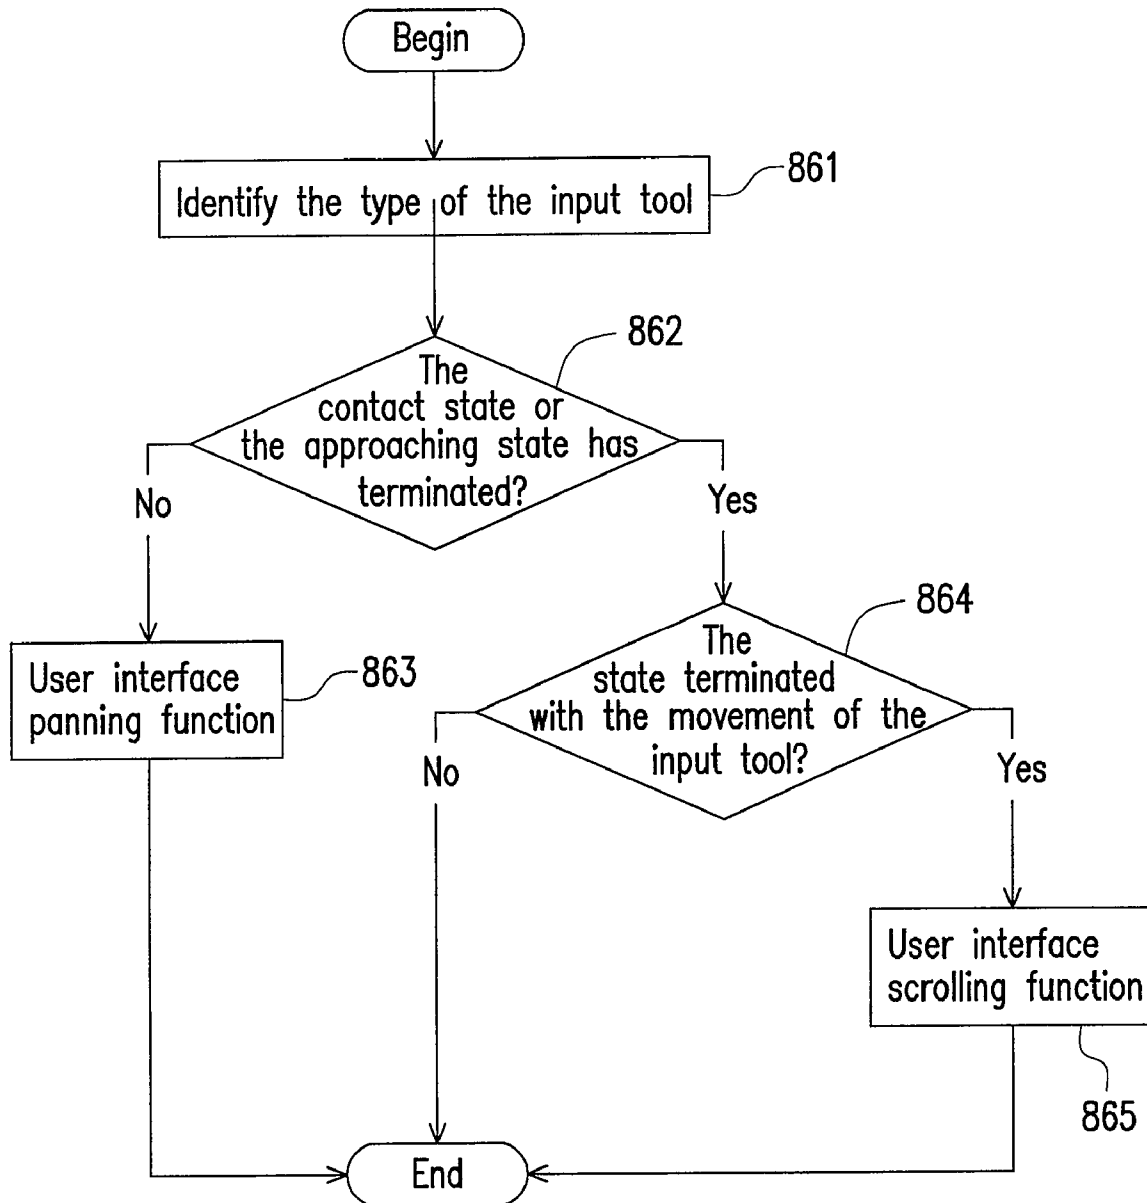 Begin
Identify the type of the input tool
861
862
The
contact state or
the approaching state has
terminated?
No
Yes
864
The
state terminated
with the movement of the
input tool?
User interface
panning function
863
No
Yes
User interface
scrolling function
865
End